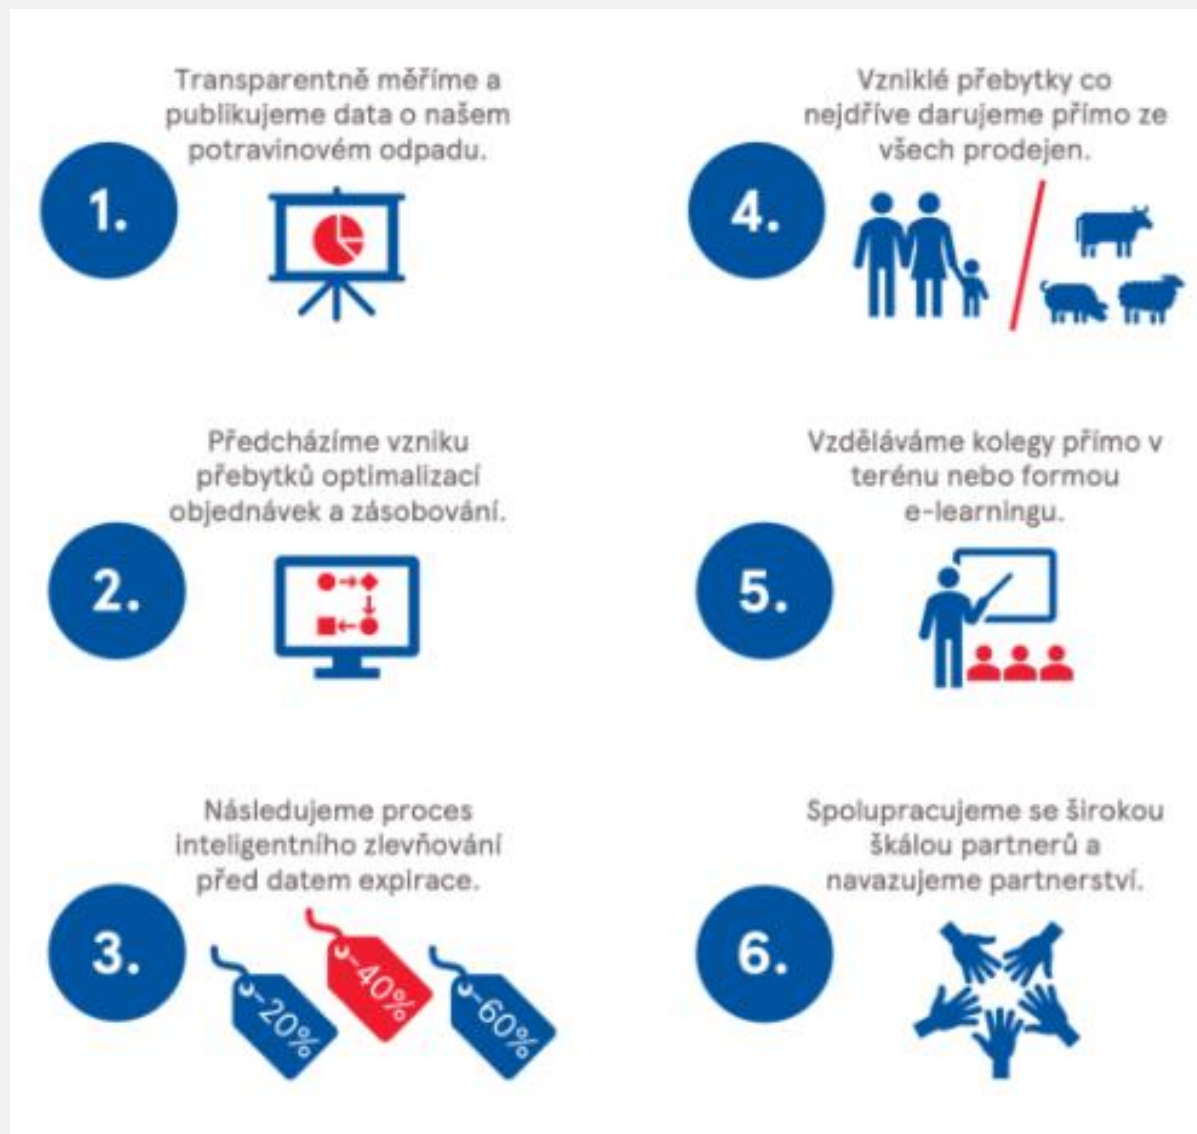 1.
Transparentně měříme a
publikujeme data o našem
potravinovém odpadu.
2.
Předcházíme vzniku
přebytků optimalizací
objednávek a zásobování.
3.
Následujeme proces
inteligentního zlevňování
před datem expirace.
-20%
-40%
-60%
4.
Vzniklé přebytky co
nejdříve darujeme přímo ze
všech prodejen.
5.
Vzděláváme kolegy přímo v
terénu nebo formou
e-learningu.
6.
Spolupracujeme se širokou
škálou partnerů a
navazujeme partnerství.